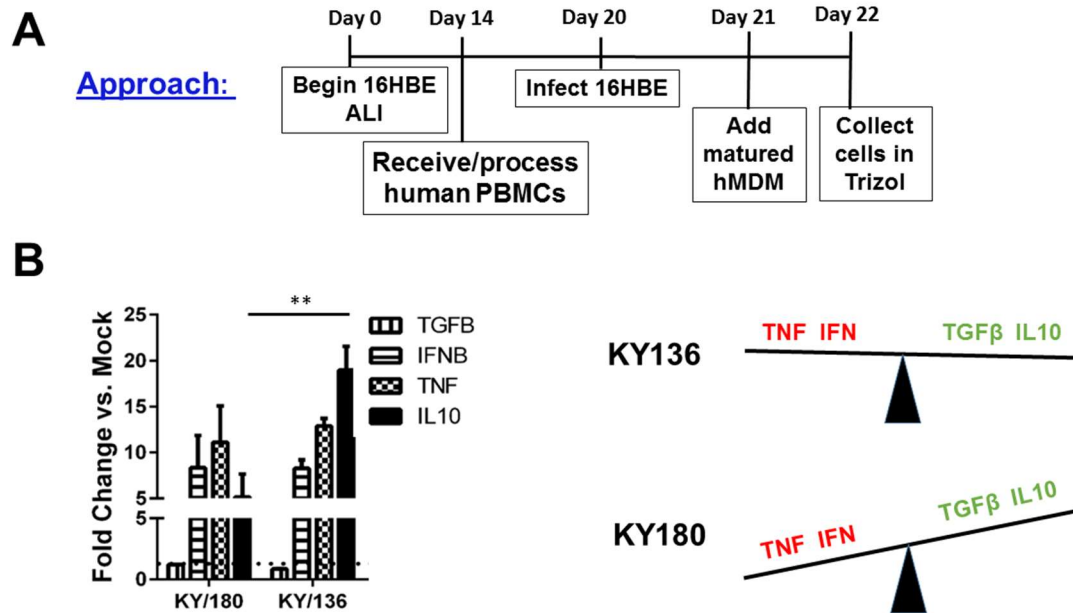 A
Approach:
Day 0
Day 14
Day 20
Day 21
Day 22
Begin 16HBE
ALI
Receive/process
human PBMCs
Infect 16HBE
Add
matured
hMDM
Collect
cells in
Trizol
B
Fold Change vs. Mock
25
20
15
10
5
5
0
**
TGFB
IFNB
TNF
IL10
KY/180
KY/136
KY136
TNF IFN
TGFβ IL10
KY180
TNF IFN
TGFβ IL10